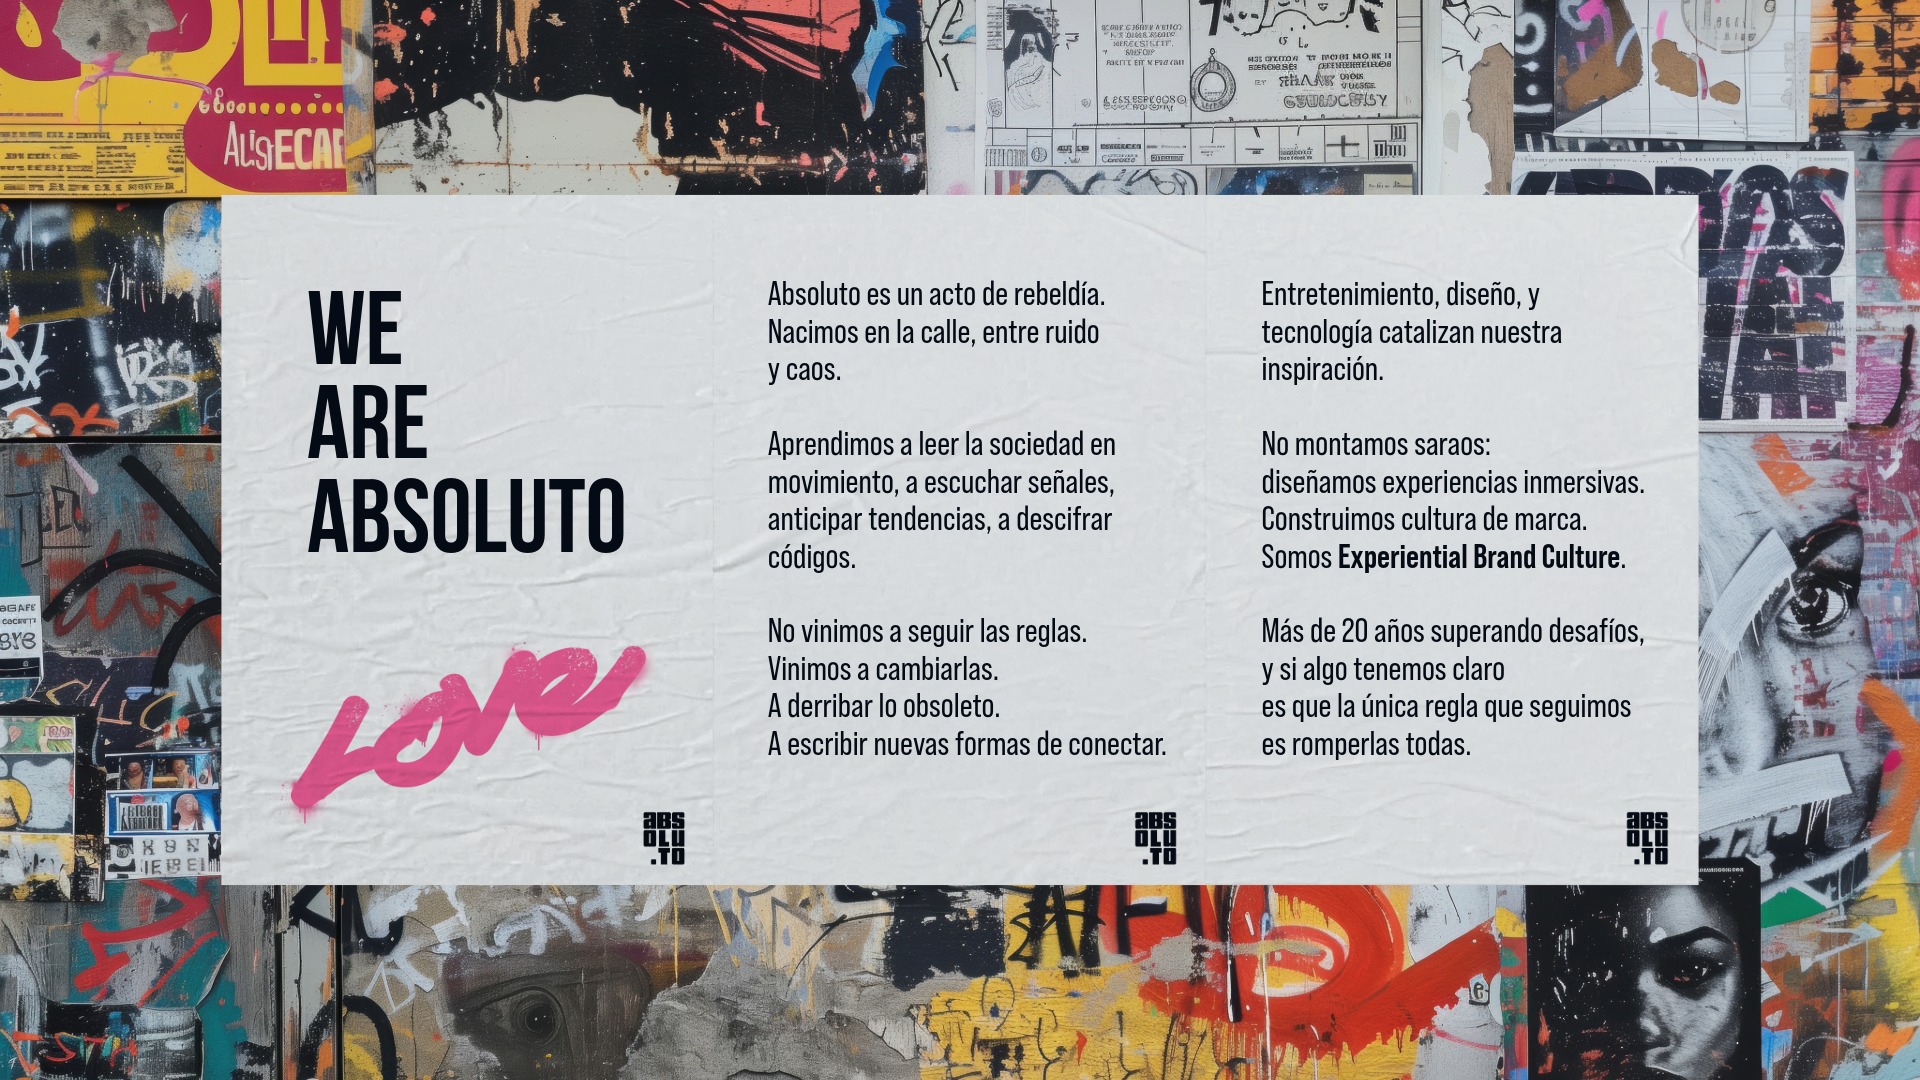 WE
ARE
ABSOLUTO
LOVE
ABS
OLU
.TO
Absoluto es un acto de rebeldía.
Nacimos en la calle, entre ruido
y caos.
Aprendimos a leer la sociedad en
movimiento, a escuchar señales,
anticipar tendencias, a descifrar
códigos.
No vinimos a seguir las reglas.
Vinimos a cambiarlas.
A derribar lo obsoleto.
A escribir nuevas formas de conectar.
ABS
OLU
.TO
Entretenimiento, diseño, y
tecnología catalizan nuestra
inspiración.
No montamos saraos:
diseñamos experiencias inmersivas.
Construimos cultura de marca.
Somos Experiential Brand Culture.
Más de 20 años superando desafíos,
y si algo tenemos claro
es que la única regla que seguimos
es romperlas todas.
ABS
OLU
.TO